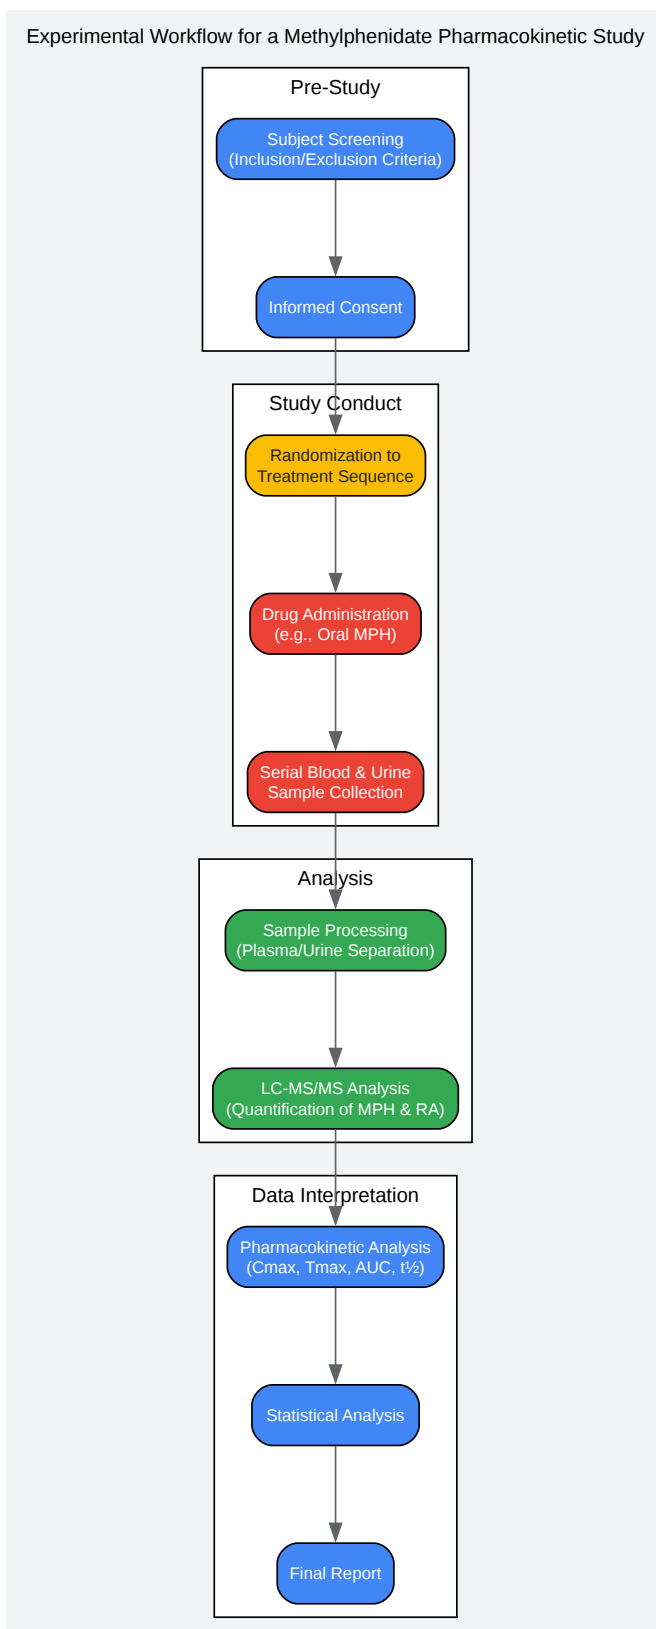 Experimental Workflow for a Methylphenidate Pharmacokinetic Study
Pre-Study
Subject Screening
(Inclusion/Exclusion Criteria)
Informed Consent
Study Conduct
Randomization to
Treatment Sequence
Drug Administration
(e.g., Oral MPH)
Serial Blood & Urine
Sample Collection
Analysis
Sample Processing
(Plasma/Urine Separation)
LC-MS/MS Analysis
(Quantification of MPH & RA)
Data Interpretation
Pharmacokinetic Analysis
(Cmax, Tmax, AUC, t½)
Statistical Analysis
Final Report